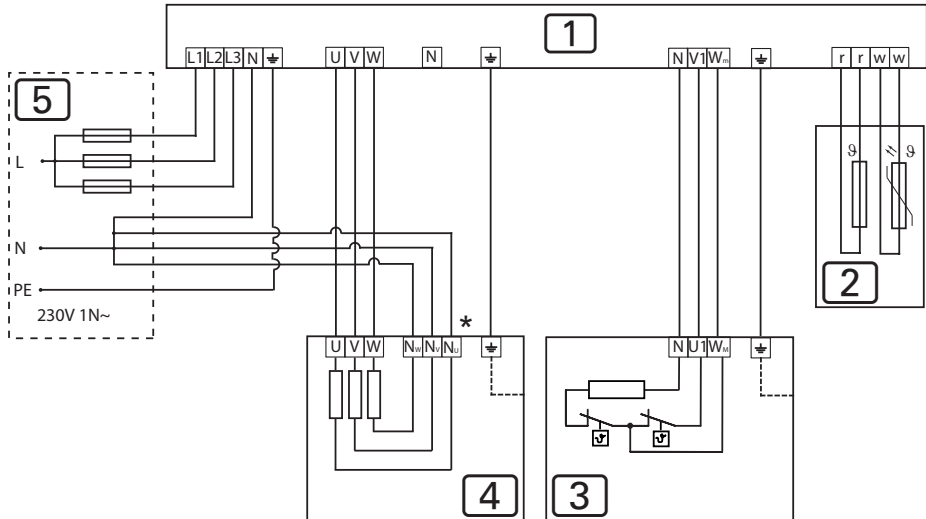 1
L1 L2 L3 N U V W N N V1 Wm r r w w
5
L
ϑ ϑ
N
2
PE
230V 1N~
*
U V W NW NV NU N U1 WM
ϑ ϑ
4 3